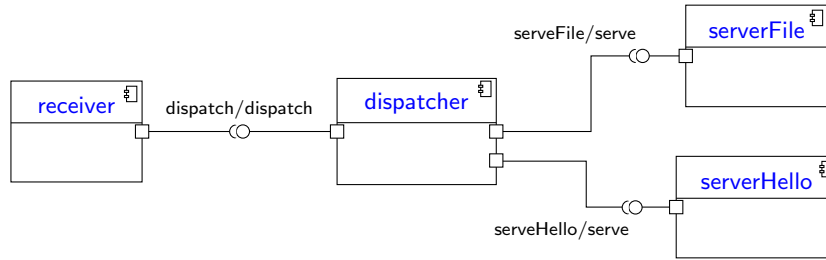 serveFile/serve
serverFile
receiver
dispatch/dispatch
dispatcher
serverHello
serveHello/serve